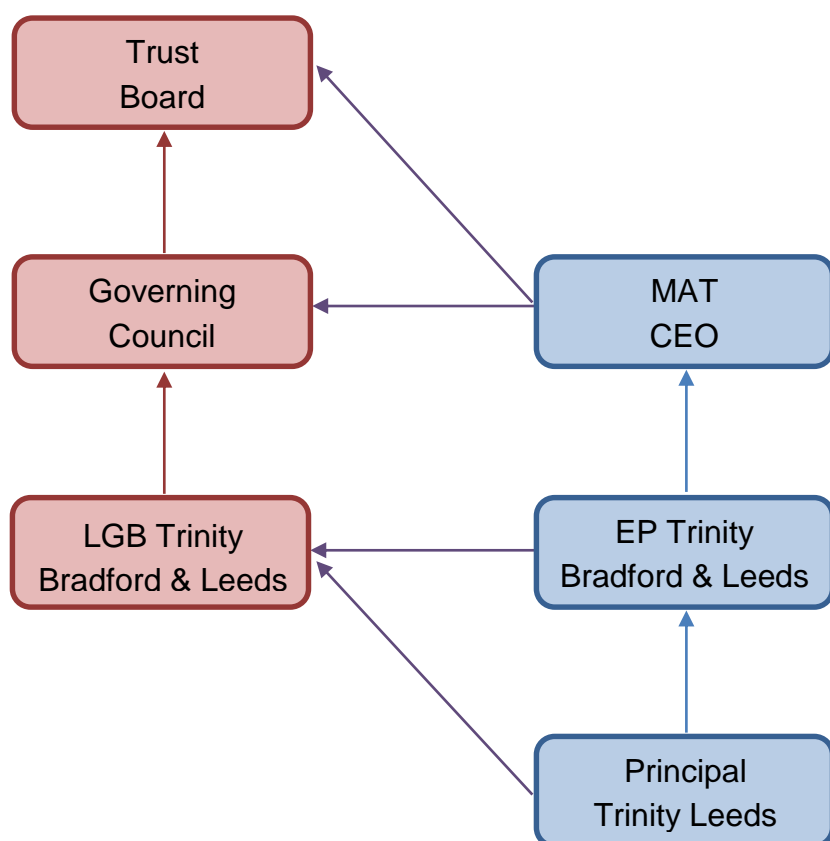 Trust
Board
Governing
Council
MAT
CEO
LGB Trinity
Bradford & Leeds
EP Trinity
Bradford & Leeds
Principal
Trinity Leeds